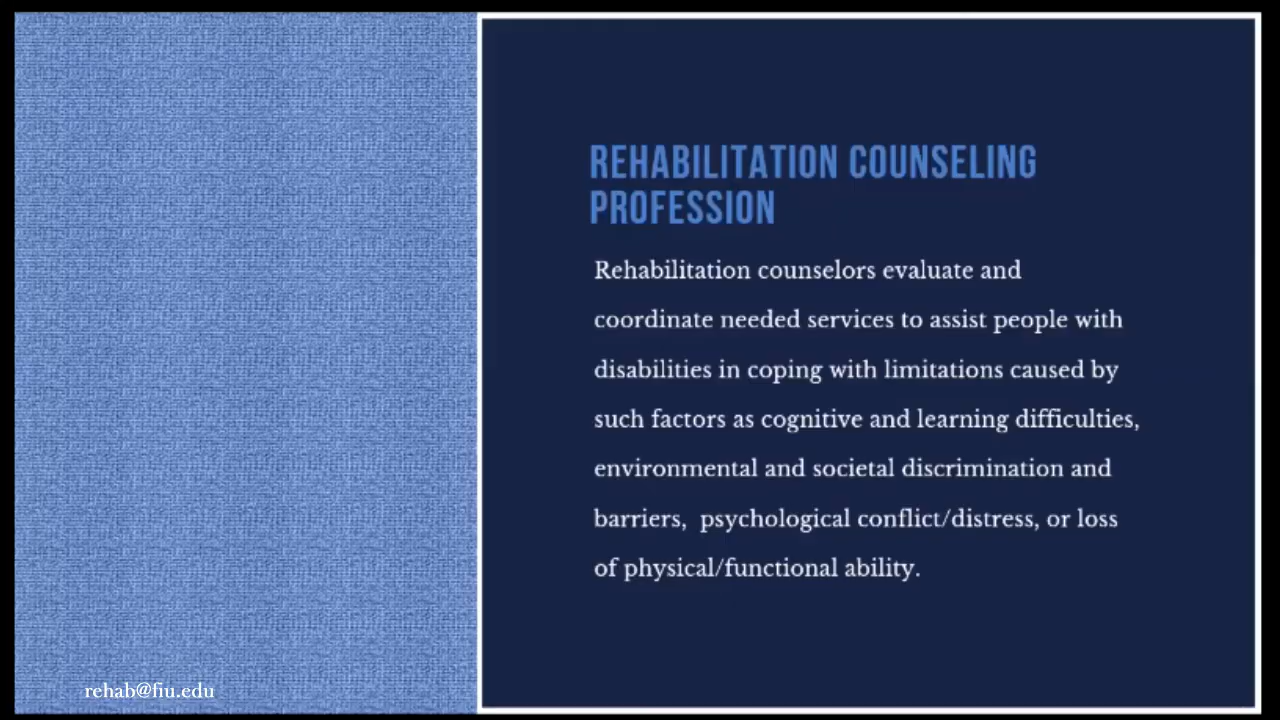 REHABILITATION COUNSELING
PROFESSION
Rehabilitation counselors evaluate and
coordinate needed services to assist people with
disabilities in coping with limitations caused by
such factors as cognitive and learning difficulties,
environmental and societal discrimination and
barriers,  psychological conflict/distress, or loss
of physical/functional ability.
rehab@fiu.edu